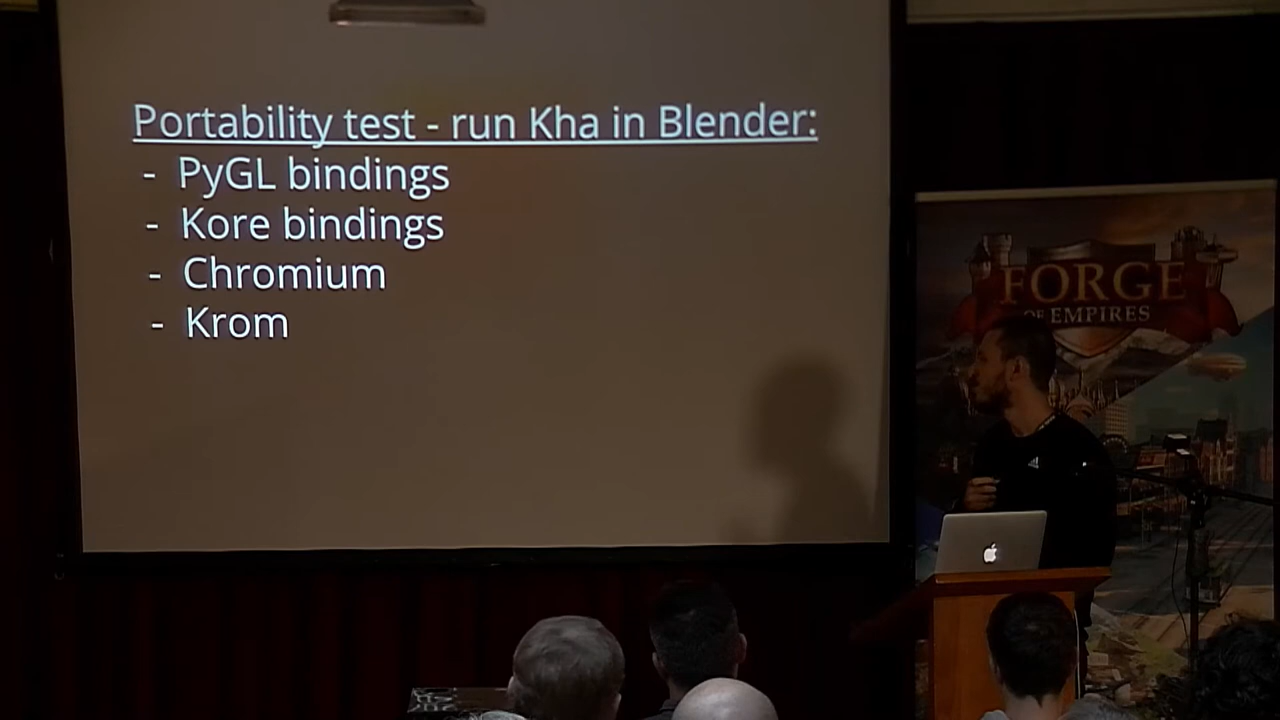 Portability test - run Kha in Blender:
- PyGL bindings
- Kore bindings
- Chromium
- Krom
FORGE
OF EMPIRES